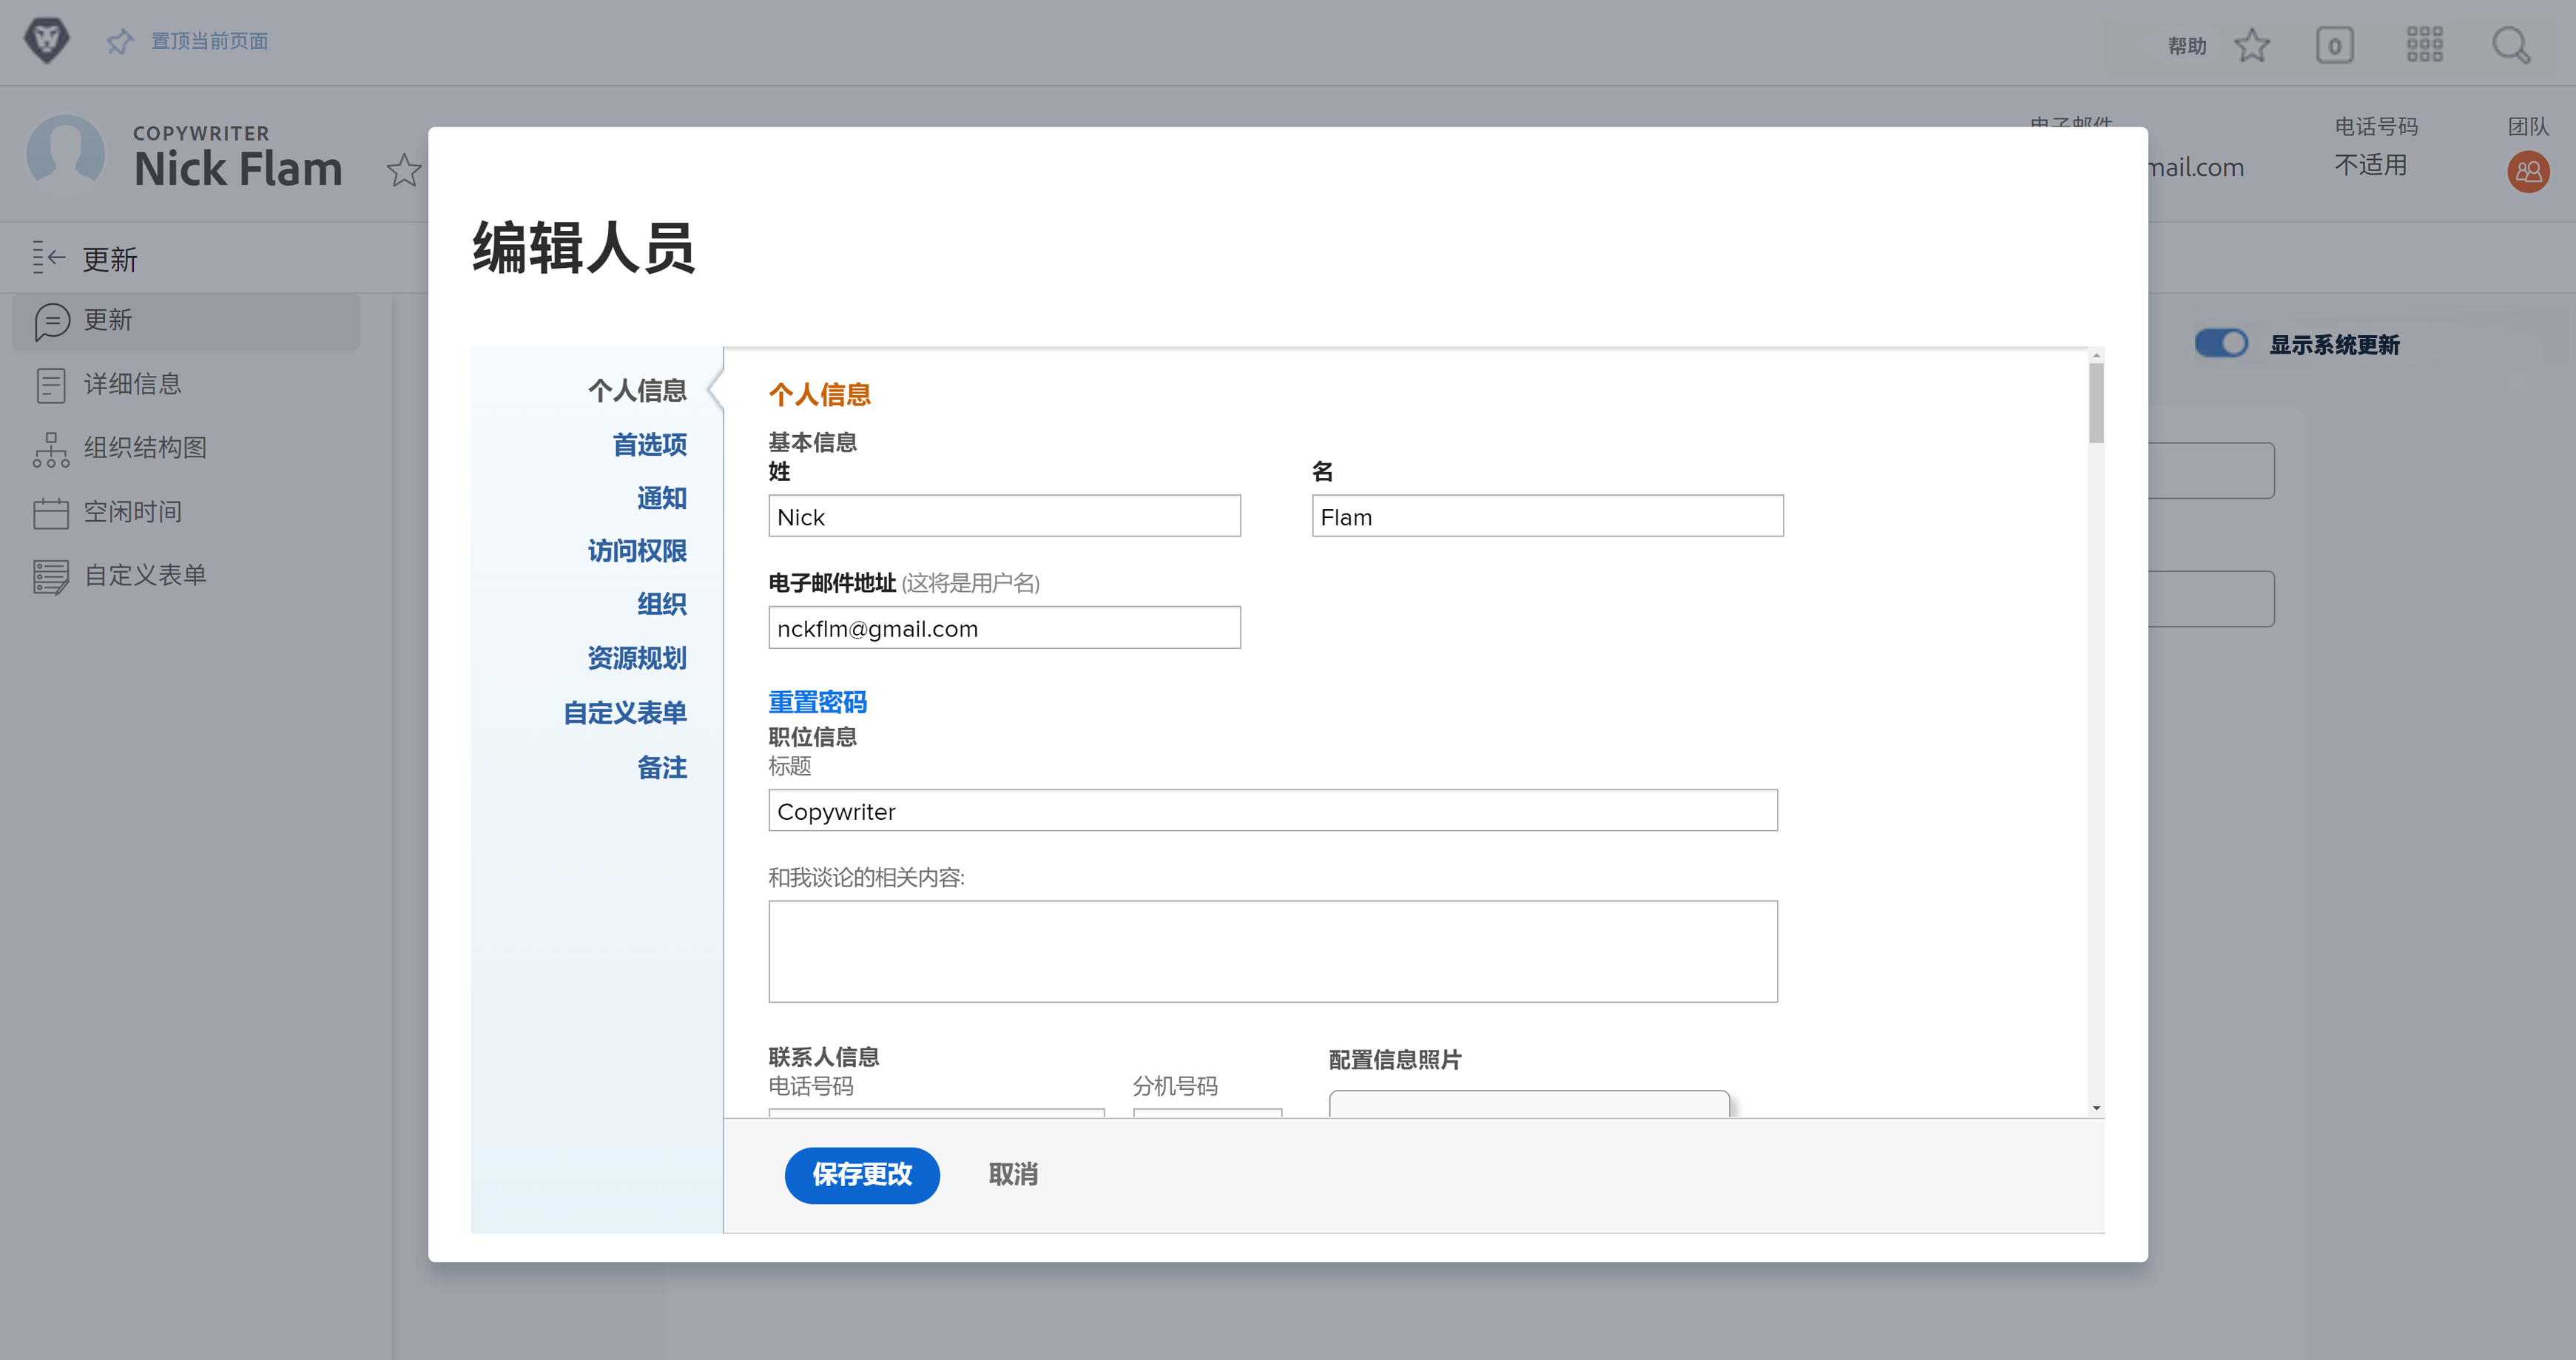 置顶当前页面
帮助
0
COPYWRITER
Nick Flam
电子邮件
mail.com
电话号码
不适用
团队
更新
更新
详细信息
组织结构图
空闲时间
自定义表单
显示系统更新
编辑人员
个人信息
首选项
通知
访问权限
组织
资源规划
自定义表单
备注
个人信息
基本信息
姓 名
Nick Flam
电子邮件地址 (这将是用户名)
nckflm@gmail.com
重置密码
职位信息
标题
Copywriter
和我谈论的相关内容:
联系人信息 配置信息照片
电话号码 分机号码
保存更改 取消